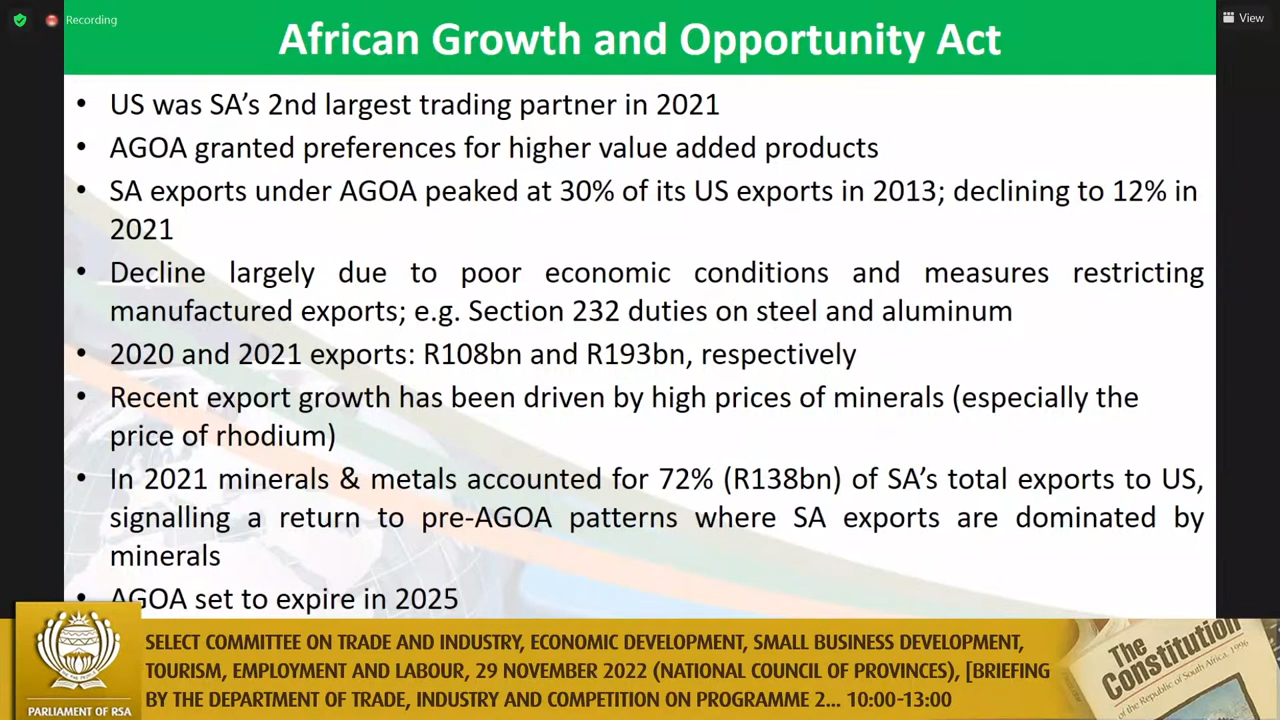 Recording
View
African Growth and Opportunity Act
• US was SA's 2nd largest trading partner in 2021
• AGOA granted preferences for higher value added products
• SA exports under AGOA peaked at 30% of its US exports in 2013; declining to 12% in
2021
• Decline largely due to poor economic conditions and measures restricting
manufactured exports; e.g. Section 232 duties on steel and aluminum
• 2020 and 2021 exports: R108bn and R193bn, respectively
• Recent export growth has been driven by high prices of minerals (especially the
price of rhodium)
• In 2021 minerals & metals accounted for 72% (R138bn) of SA's total exports to US,
signalling a return to pre-AGOA patterns where SA exports are dominated by
minerals
• AGOA set to expire in 2025
SELECT COMMITTEE ON TRADE AND INDUSTRY, ECONOMIC DEVELOPMENT, SMALL BUSINESS DEVELOPMENT,
TOURISM, EMPLOYMENT AND LABOUR, 29 NOVEMBER 2022 (NATIONAL COUNCIL OF PROVINCES), [BRIEFING
BY THE DEPARTMENT OF TRADE, INDUSTRY AND COMPETITION ON PROGRAMME 2... 10:00-13:00
PARLIAMENT OF RSA
The
Constitution
of the Republic of South Africa, 1996